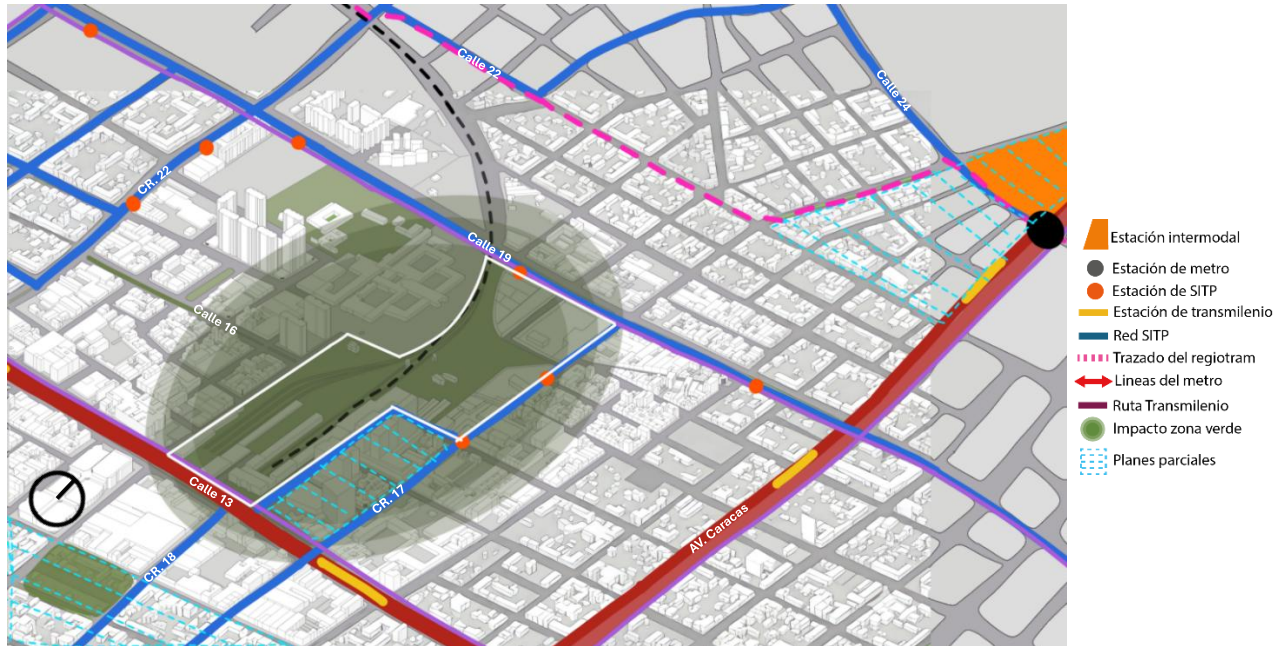 Calle 22
Calle 24
CR. 22
Calle 19
Calle 16
Calle 13
CR. 17
CR. 18
AV. Caracas
Estación intermodal
Estación de metro
Estación de SITP
Estación de transmilenio
Red SITP
Trazado del regiotram
Lineas del metro
Ruta Transmilenio
Impacto zona verde
Planes parciales